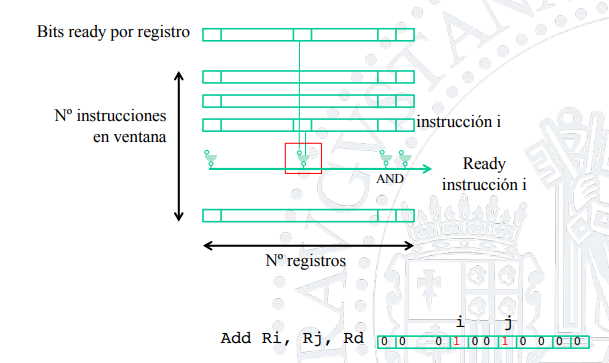 Bits ready por registro
Nº instrucciones
en ventana
instrucción i
Ready
instrucción i
AND
Nº registros
i j
Add Ri, Rj, Rd 0 0 0 1 0 0 1 0 0 0 0